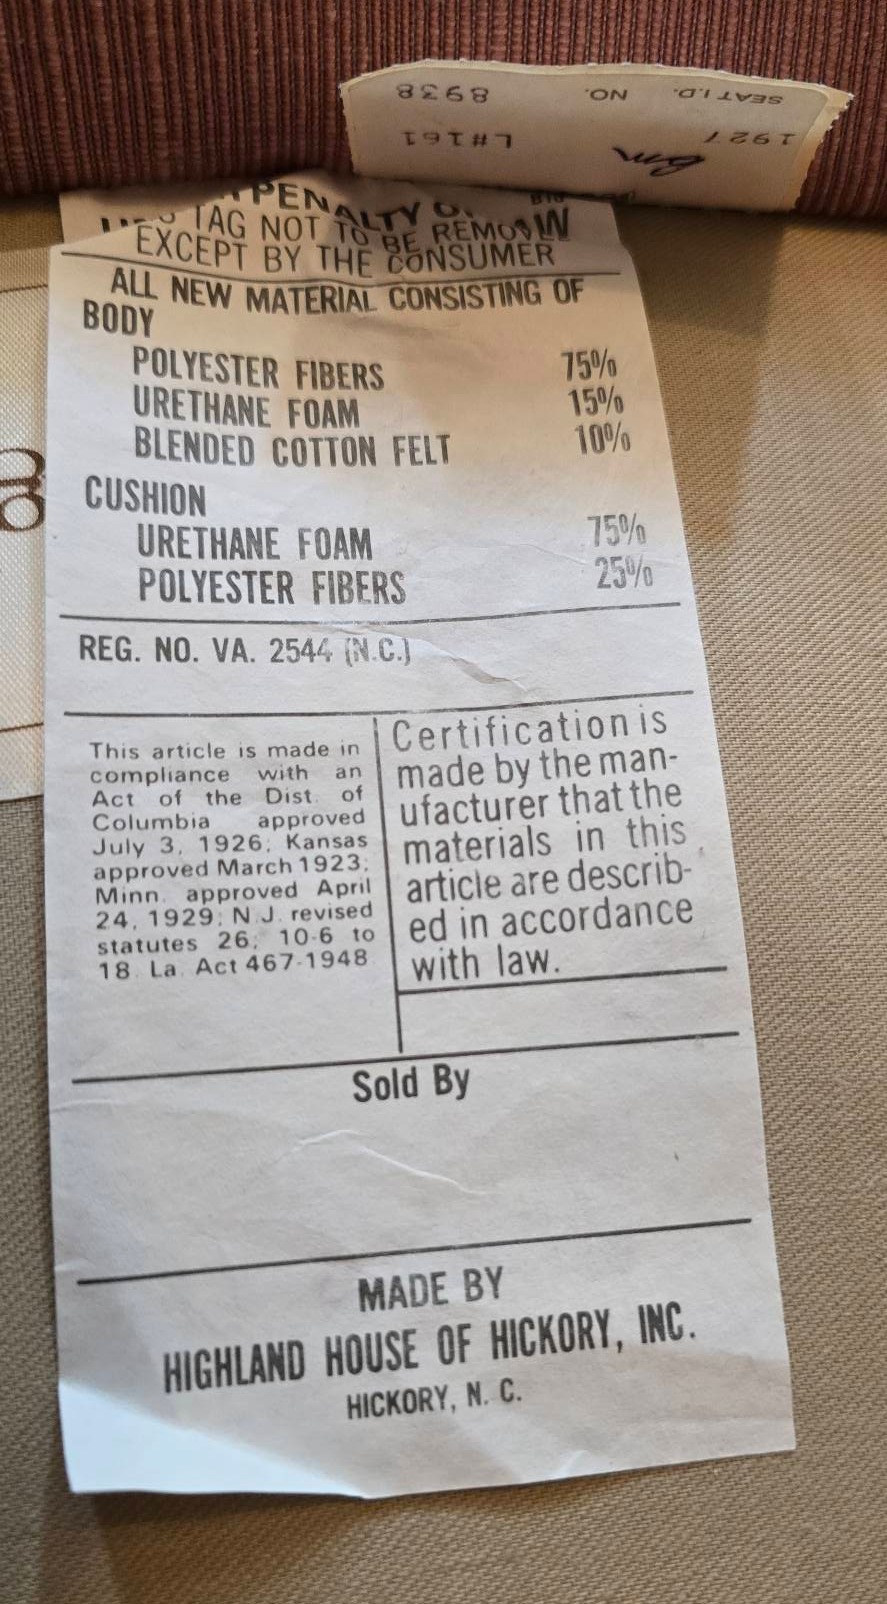 SEAT I.D. NO. 8938
1927 L#161
PENALTY
TAG NOT TO BE REMOV
EXCEPT BY THE CONSUMER
ALL NEW MATERIAL CONSISTING OF
BODY
POLYESTER FIBERS 75%
URETHANE FOAM 15%
BLENDED COTTON FELT 10%
CUSHION
URETHANE FOAM 75%
POLYESTER FIBERS 25%
REG. NO. VA. 2544 (N.C.)
This article is made in
compliance with an
Act of the Dist. of
Columbia approved
July 3, 1926; Kansas
approved March 1923;
Minn. approved April
24, 1929; N.J. revised
statutes 26; 10-6 to
18. La. Act 467-1948
Certification is
made by the man-
ufacturer that the
materials in this
article are describ-
ed in accordance
with law.
Sold By
MADE BY
HIGHLAND HOUSE OF HICKORY, INC.
HICKORY, N. C.